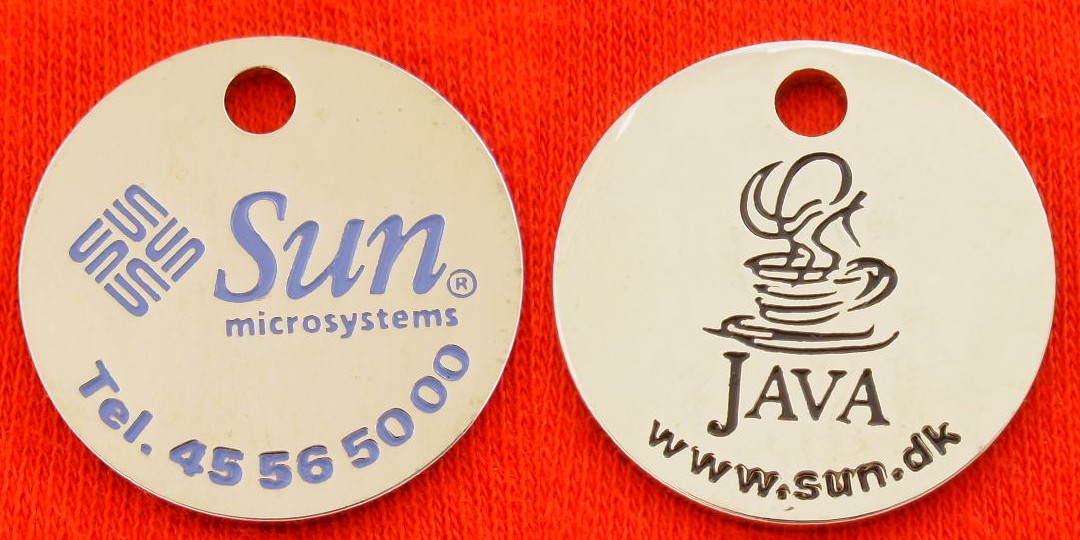 Sun®
microsystems
Tel. 45 56 50 00
JAVA
www.sun.dk